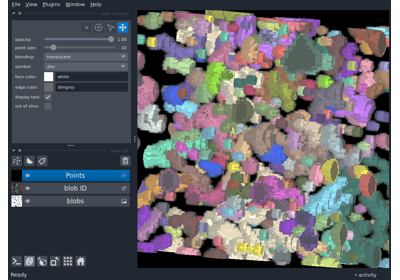 File View Plugins Window Help
opacity: 1.00
point size: 10
blending: translucent
symbol: disc
face color: white
edge color: dimgrey
display text:
out of slice:
Points
blob ID
blobs
Ready
activity